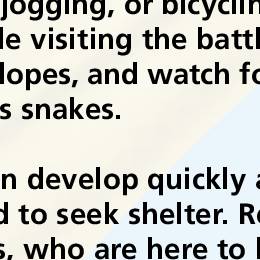 jogging, or bicyclin
le visiting the battl
lopes, and watch fo
s snakes.
n develop quickly a
d to seek shelter. R
s, who are here to